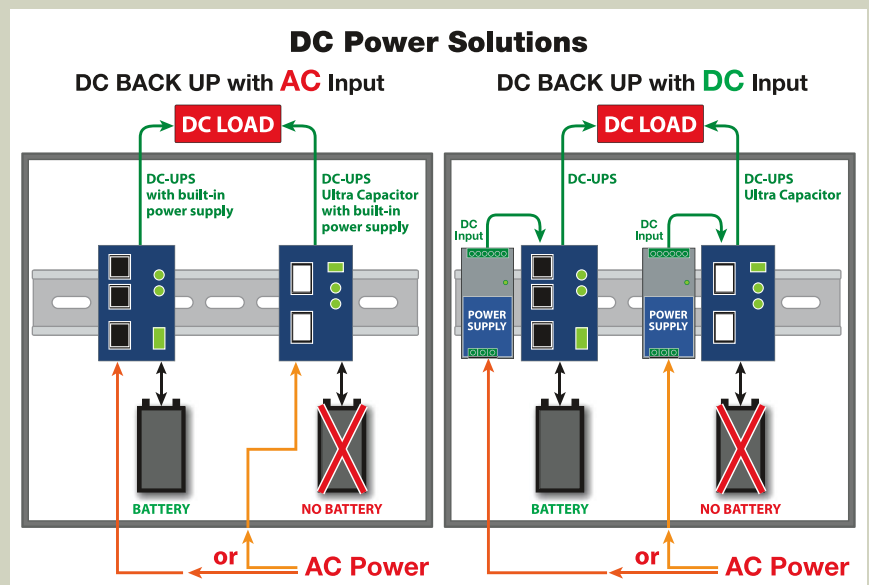 DC Power Solutions
DC BACK UP with AC Input
DC LOAD
DC-UPS
with built-in
power supply
DC-UPS
Ultra Capacitor
with built-in
power supply
BATTERY
NO BATTERY
or
AC Power
DC BACK UP with DC Input
DC LOAD
DC-UPS
DC-UPS
Ultra Capacitor
DC
Input
DC
Input
POWER
SUPPLY
POWER
SUPPLY
BATTERY
NO BATTERY
or
AC Power